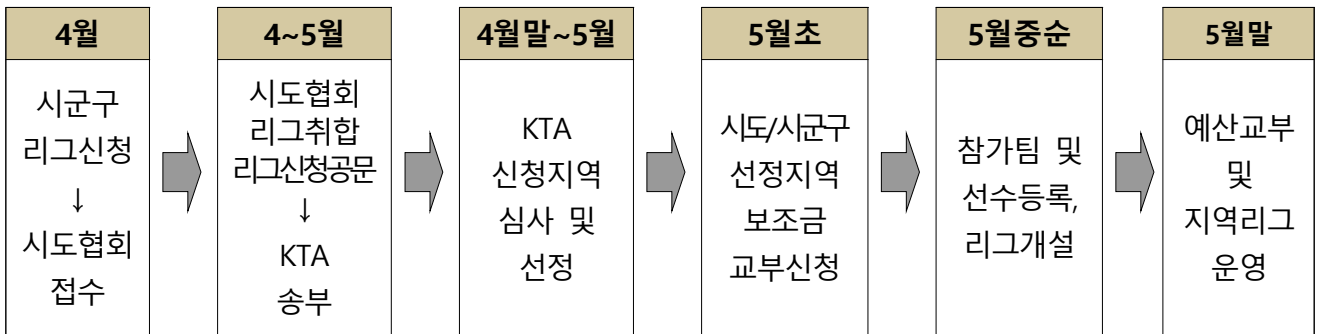 4월
시군구
리그신청
↓
시도협회
접수
4~5월
시도협회
리그취합
리그신청공문
↓
KTA
송부
4월말~5월
KTA
신청지역
심사 및
선정
5월초
시도/시군구
선정지역
보조금
교부신청
5월중순
참가팀 및
선수등록,
리그개설
5월말
예산교부
및
지역리그
운영